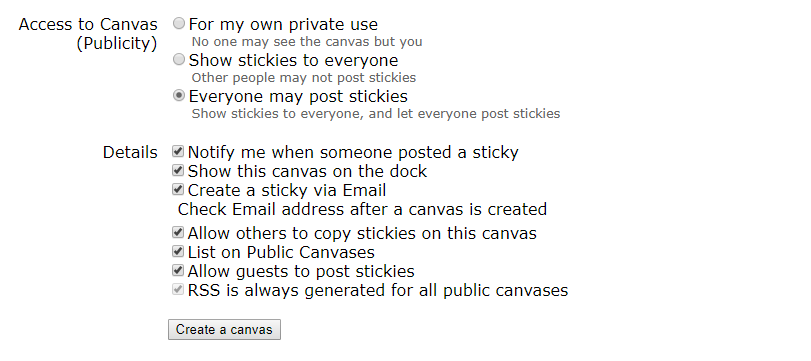 Access to Canvas
(Publicity)
For my own private use
No one may see the canvas but you
Show stickies to everyone
Other people may not post stickies
Everyone may post stickies
Show stickies to everyone, and let everyone post stickies
Details
Notify me when someone posted a sticky
Show this canvas on the dock
Create a sticky via Email
Check Email address after a canvas is created
Allow others to copy stickies on this canvas
List on Public Canvases
Allow guests to post stickies
RSS is always generated for all public canvases
Create a canvas